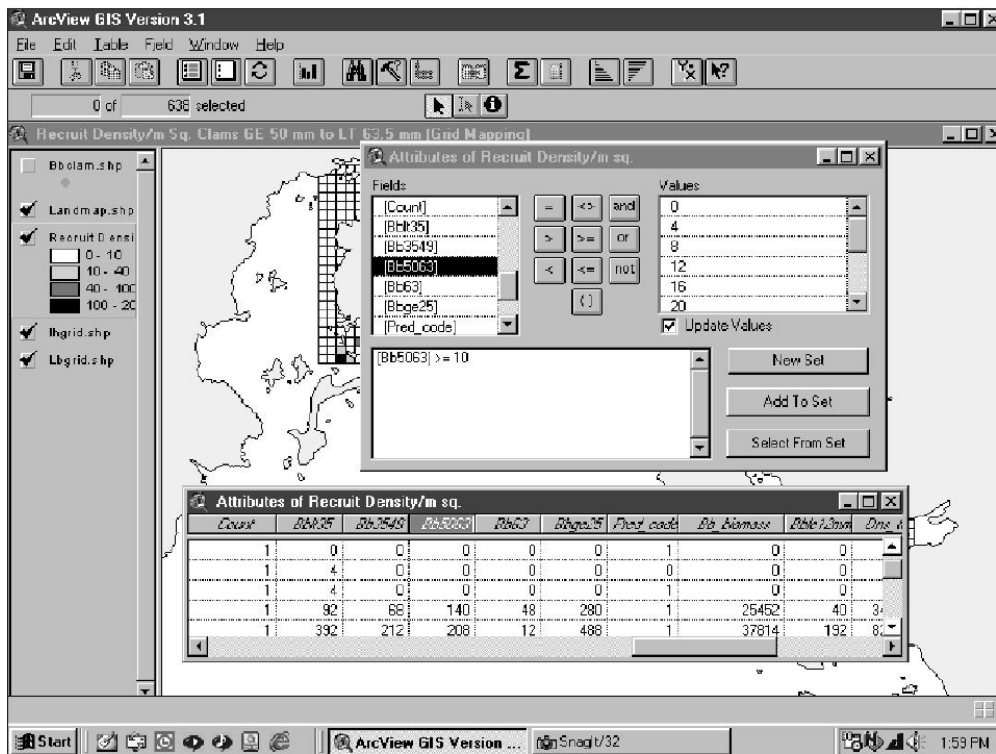 ArcView GIS Version 3.1
File Edit Table Field Window Help
0 of 638 selected
Recruit Density/m Sq. Clams GE 50 mm to LT 63.5 mm (Grid Mapping)
Bbclam.shp
Landmap.shp
Recruit Densi
0 - 10
10 - 40
40 - 100
100 - 20
lhgrid.shp
Lbgrid.shp
Attributes of Recruit Density/m sq.
Fields
[Count]
[Bblt35]
[Bb3549]
[Bb5063]
[Bb63]
[Bbge25]
[Pred_code]
= <> and
> >= or
< <= not
( )
Values
0
4
8
12
16
20
Update Values
[Bb5063] >= 10
New Set
Add To Set
Select From Set
Attributes of Recruit Density/m sq.
Count Bblt35 Bb3549 Bb5063 Bb63 Bbge25 Pred_code Bb_biomass Bble12mm
1 0 0 0 0 0 1 0 0
1 4 0 0 0 0 1 0 0
1 4 0 0 0 0 1 0 0
1 92 68 140 48 280 1 25452 40 34
1 392 212 208 12 488 1 37814 192 82
Start ArcView GIS Version ... SnagIt/32 1:59 PM